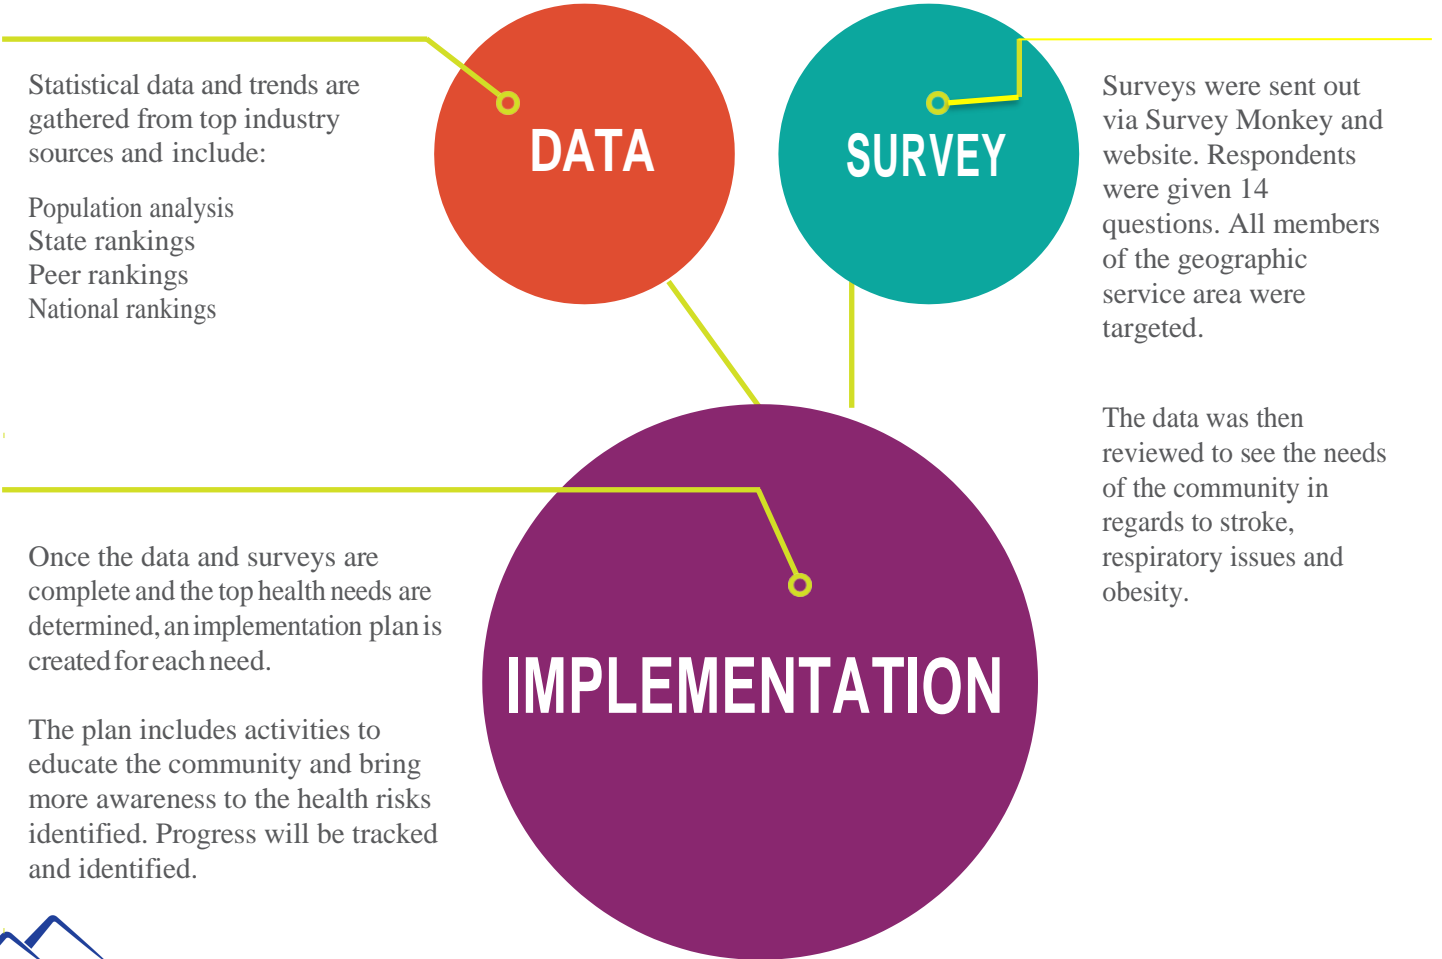 DATA
SURVEY
Statistical data and trends are
gathered from top industry
sources and include:
Population analysis
State rankings
Peer rankings
National rankings
Surveys were sent out
via Survey Monkey and
website. Respondents
were given 14
questions. All members
of the geographic
service area were
targeted.
The data was then
reviewed to see the needs
of the community in
regards to stroke,
respiratory issues and
obesity.
Once the data and surveys are
complete and the top health needs are
determined, an implementation plan is
created for each need.
The plan includes activities to
educate the community and bring
more awareness to the health risks
identified. Progress will be tracked
and identified.
IMPLEMENTATION